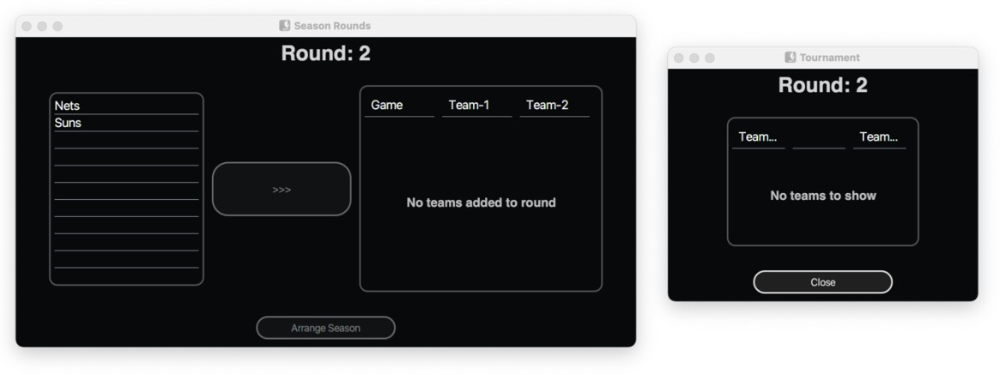 Season Rounds
Round: 2
Nets
Suns
>>>
Game Team-1 Team-2
No teams added to round
Arrange Season
Tournament
Round: 2
Team... Team...
No teams to show
Close